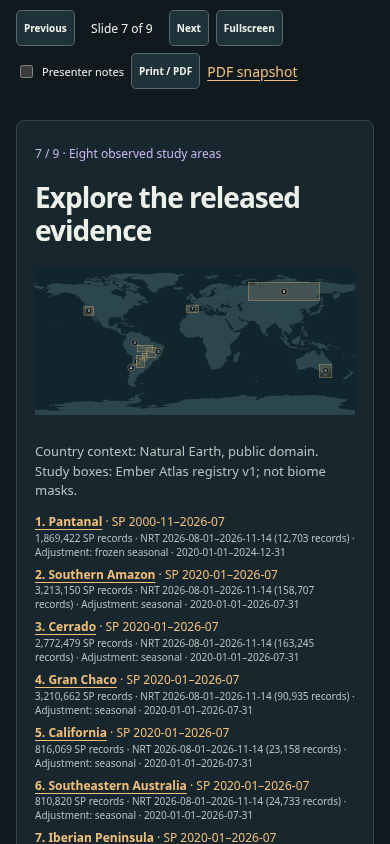 Previous
Slide 7 of 9
Next
Fullscreen
Presenter notes
Print / PDF
PDF snapshot
7 / 9 · Eight observed study areas
Explore the released
evidence
Country context: Natural Earth, public domain.
Study boxes: Ember Atlas registry v1; not biome
masks.
1. Pantanal · SP 2000-11–2026-07
1,869,422 SP records · NRT 2026-08-01–2026-11-14 (12,703 records) ·
Adjustment: frozen seasonal · 2020-01-01–2024-12-31
2. Southern Amazon · SP 2020-01–2026-07
3,213,150 SP records · NRT 2026-08-01–2026-11-14 (158,707
records) · Adjustment: seasonal · 2020-01-01–2026-07-31
3. Cerrado · SP 2020-01–2026-07
2,772,479 SP records · NRT 2026-08-01–2026-11-14 (163,245
records) · Adjustment: seasonal · 2020-01-01–2026-07-31
4. Gran Chaco · SP 2020-01–2026-07
3,210,662 SP records · NRT 2026-08-01–2026-11-14 (90,935 records) ·
Adjustment: seasonal · 2020-01-01–2026-07-31
5. California · SP 2020-01–2026-07
816,069 SP records · NRT 2026-08-01–2026-11-14 (23,158 records) ·
Adjustment: seasonal · 2020-01-01–2026-07-31
6. Southeastern Australia · SP 2020-01–2026-07
810,820 SP records · NRT 2026-08-01–2026-11-14 (24,733 records) ·
Adjustment: seasonal · 2020-01-01–2026-07-31
7. Iberian Peninsula · SP 2020-01–2026-07